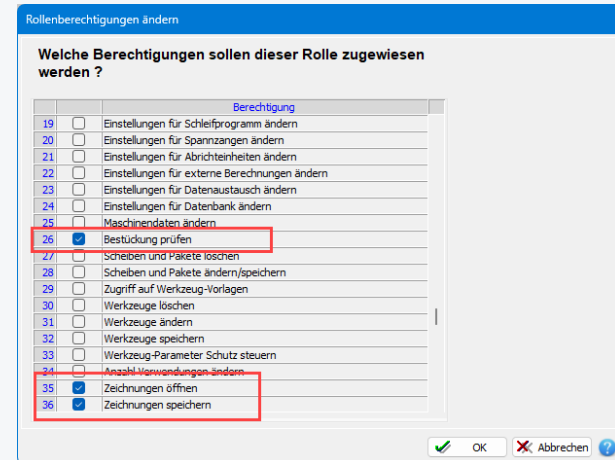 Rollenberechtigungen ändern
Welche Berechtigungen sollen dieser Rolle zugewiesen
werden ?
Berechtigung
19 Einstellungen für Schleifprogramm ändern
20 Einstellungen für Spannzangen ändern
21 Einstellungen für Abrichteinheiten ändern
22 Einstellungen für externe Berechnungen ändern
23 Einstellungen für Datenaustausch ändern
24 Einstellungen für Datenbank ändern
25 Maschinendaten ändern
26 Bestückung prüfen
27 Scheiben und Pakete löschen
28 Scheiben und Pakete ändern/speichern
29 Zugriff auf Werkzeug-Vorlagen
30 Werkzeuge löschen
31 Werkzeuge ändern
32 Werkzeuge speichern
33 Werkzeug-Parameter Schutz steuern
34 Anzahl Verwendungen ändern
35 Zeichnungen öffnen
36 Zeichnungen speichern
OK Abbrechen ?